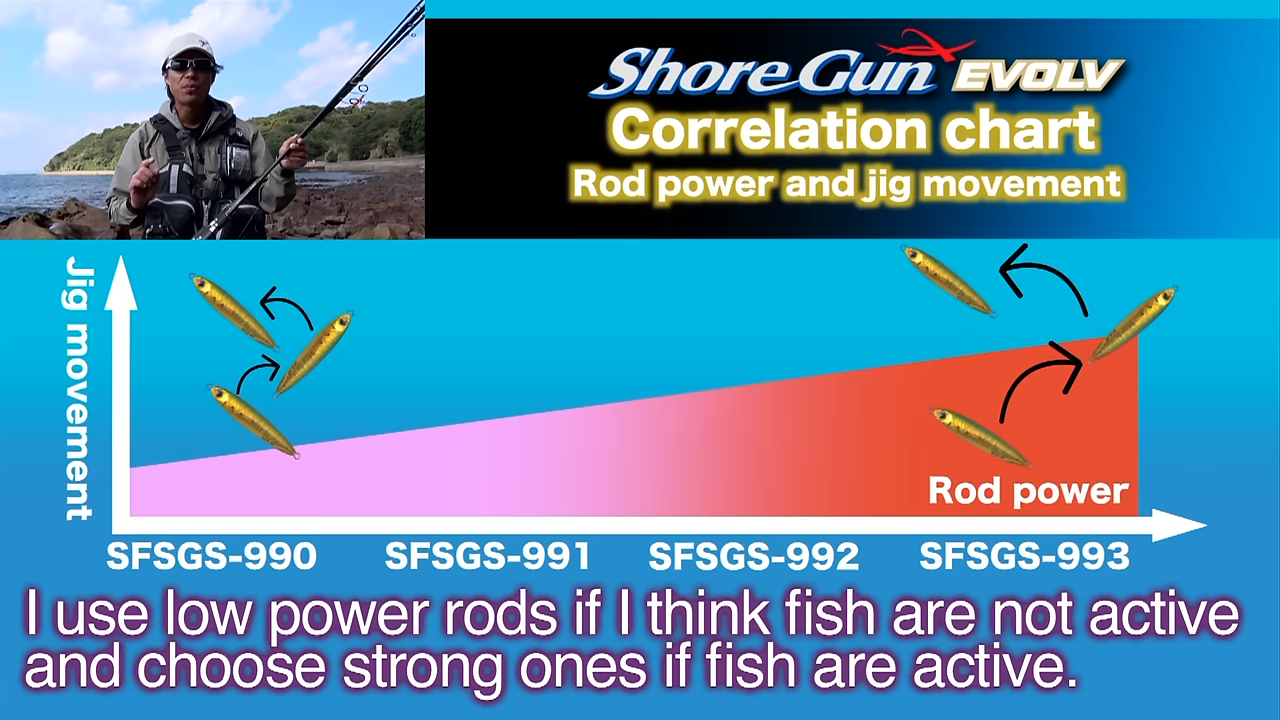 Shore Gun EVOLV
Correlation chart
Rod power and jig movement
Jig movement
Rod power
SFSGS-990 SFSGS-991 SFSGS-992 SFSGS-993
I use low power rods if I think fish are not active
and choose strong ones if fish are active.